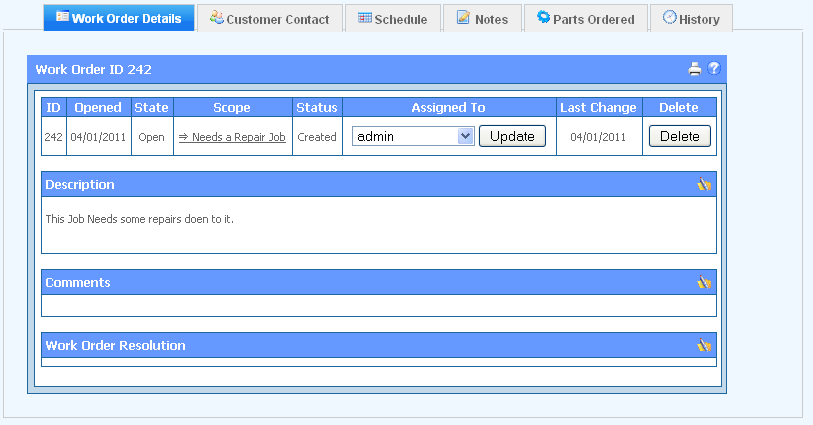 Work Order Details Customer Contact Schedule Notes Parts Ordered History
Work Order ID 242
ID Opened State Scope Status Assigned To Last Change Delete
242 04/01/2011 Open ⇒ Needs a Repair Job Created admin Update 04/01/2011 Delete
Description
This Job Needs some repairs doen to it.
Comments
Work Order Resolution